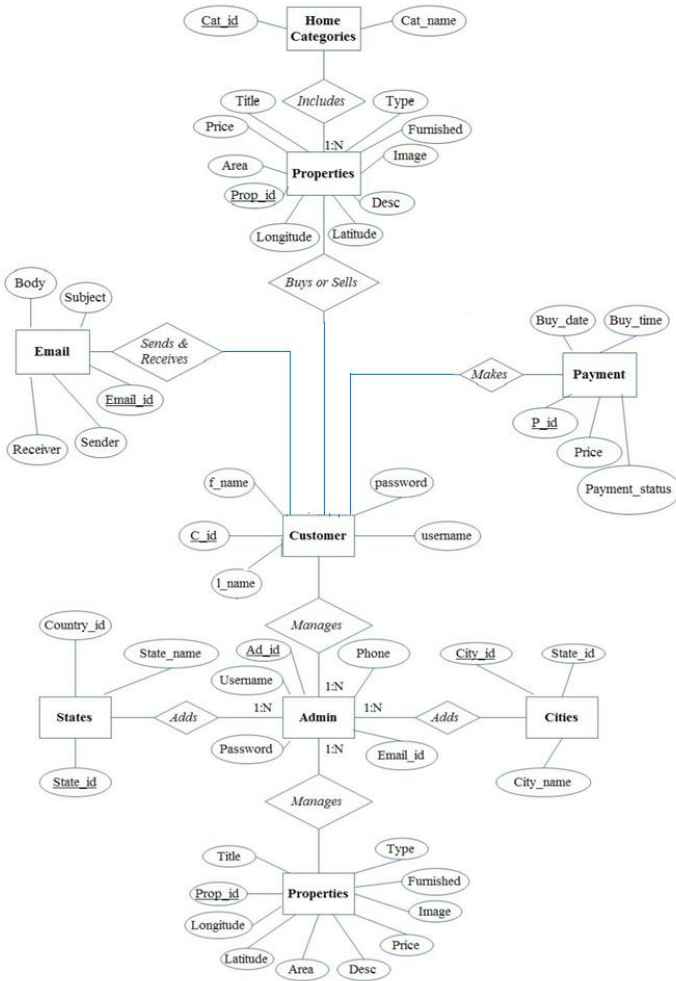 Cat_id
Home
Categories
Cat_name
Includes
Title
Type
Price
Furnished
1:N
Image
Area
Properties
Prop_id
Desc
Longitude
Latitude
Buys or Sells
Body
Subject
Email
Sends &
Receives
Email_id
Receiver
Sender
Buy_date
Buy_time
Makes
Payment
P_id
Price
Payment_status
f_name
password
C_id
Customer
username
l_name
Manages
Country_id
State_name
Ad_id
Phone
City_id
State_id
Username
1:N
States
Adds
1:N
Admin
1:N
Adds
Cities
Password
1:N
Email_id
State_id
City_name
Manages
Title
Type
Prop_id
Properties
Furnished
Longitude
Image
Latitude
Price
Area
Desc